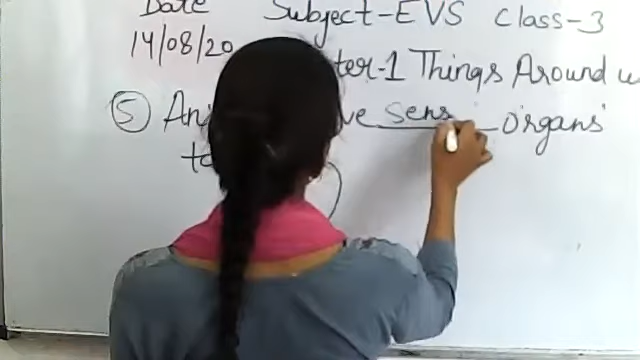 Date Subject-EVS Class-3
14/08/20 ter-1 Things Around u
⑤ An ve Sens organs
to